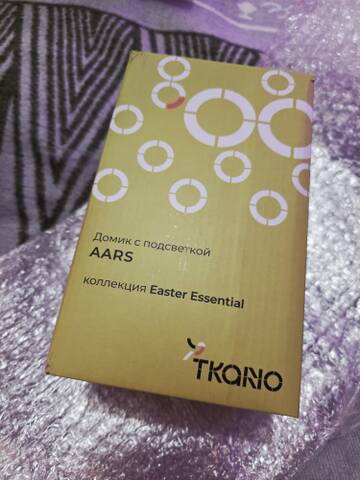 Домик с подсветкой
AARS
коллекция Easter Essential
TKANO